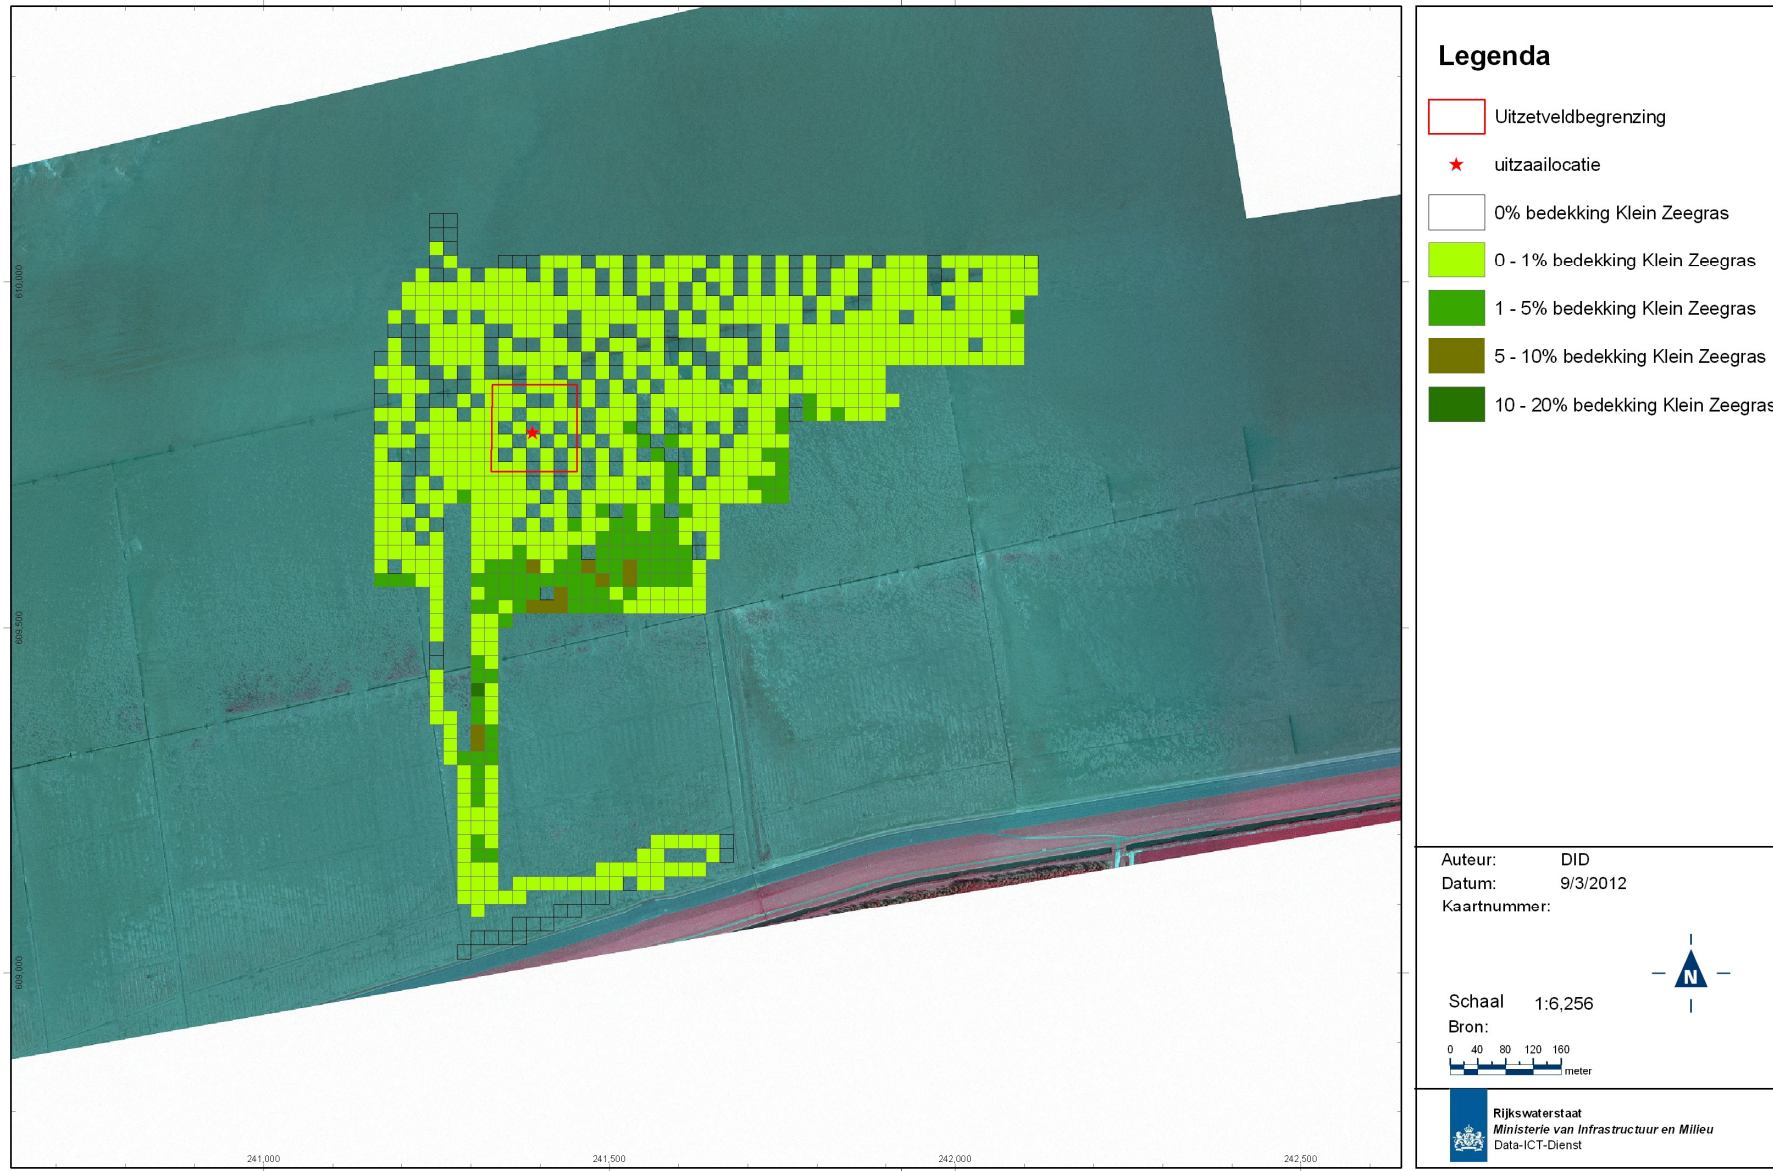 Legenda
Uitzetveldbegrenzing
uitzaailocatie
0% bedekking Klein Zeegras
0 - 1% bedekking Klein Zeegras
1 - 5% bedekking Klein Zeegras
5 - 10% bedekking Klein Zeegras
10 - 20% bedekking Klein Zeegras
610,000
609,500
609,000
241,000
241,500
242,000
242,500
Auteur: DID
Datum: 9/3/2012
Kaartnummer:
N
Schaal 1:6,256
Bron:
0 40 80 120 160
meter
Rijkswaterstaat
Ministerie van Infrastructuur en Milieu
Data-ICT-Dienst